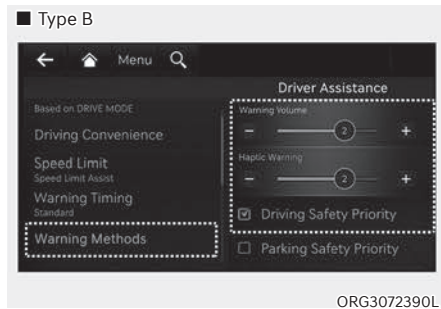 ■ Type B
Menu
Driver Assistance
Based on DRIVE MODE
Driving Convenience
Speed Limit
Speed Limit Assist
Warning Timing
Standard
Warning Methods
Warning Volume
- 2 +
Haptic Warning
- 2 +
Driving Safety Priority
Parking Safety Priority
ORG3072390L